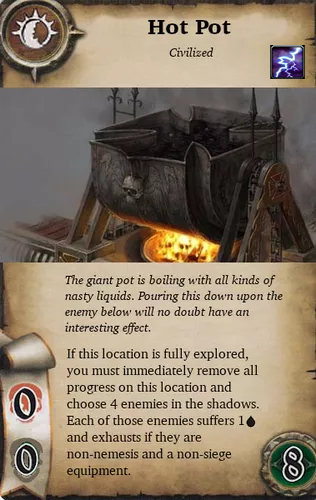 Hot Pot
Civilized
The giant pot is boiling with all kinds of
nasty liquids. Pouring this down upon the
enemy below will no doubt have an
interesting effect.
If this location is fully explored,
you must immediately remove all
progress on this location and
choose 4 enemies in the shadows.
Each of those enemies suffers 1
and exhausts if they are
non-nemesis and a non-siege
equipment.
0
0
8